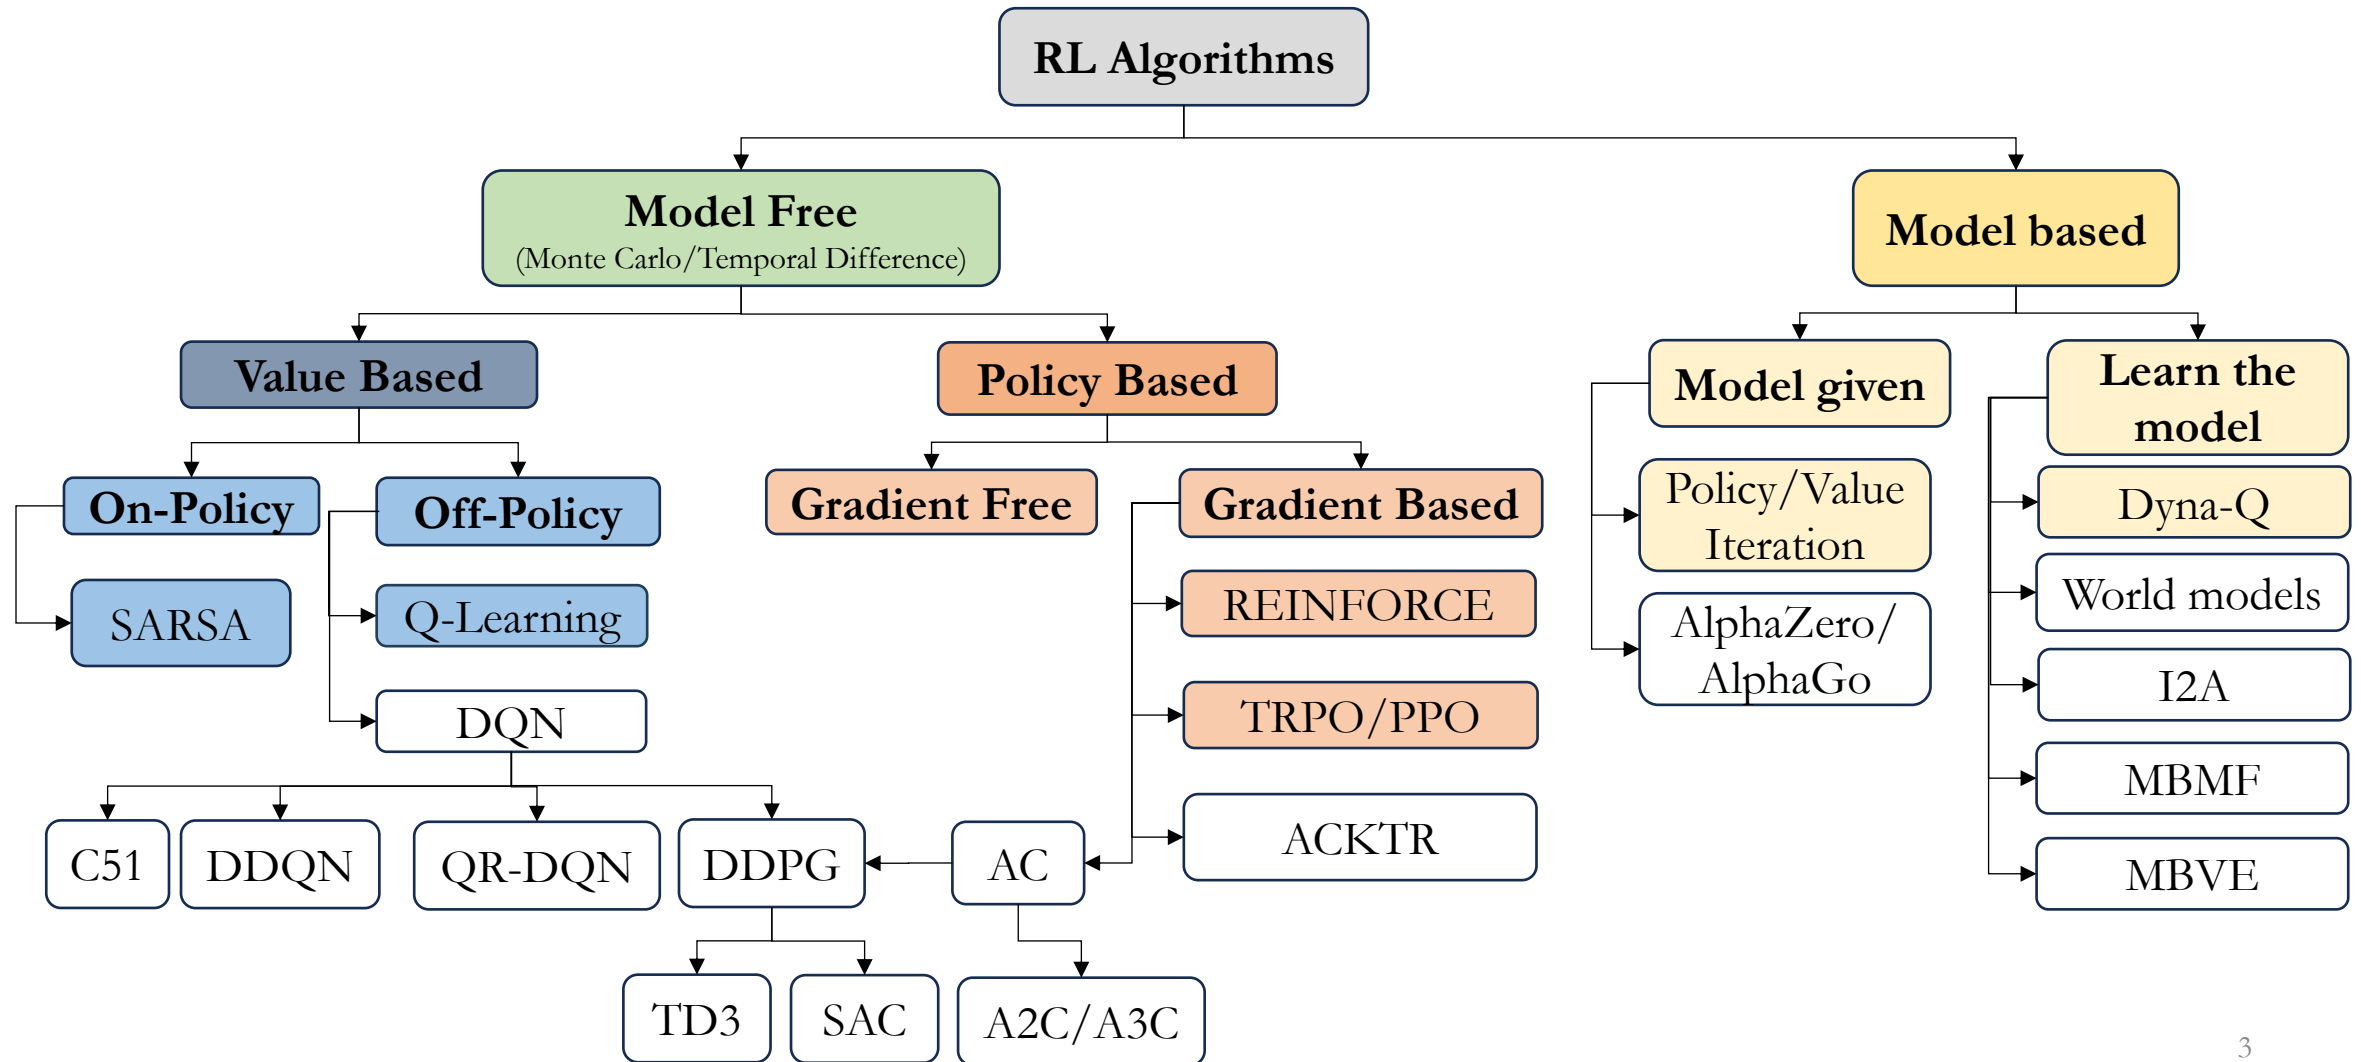 RL Algorithms
Model Free
(Monte Carlo/Temporal Difference)
Model based
Value Based
Policy Based
Model given
Learn the
model
On-Policy
Off-Policy
Gradient Free
Gradient Based
Policy/Value
Iteration
Dyna-Q
SARSA
Q-Learning
REINFORCE
AlphaZero/
AlphaGo
World models
DQN
TRPO/PPO
I2A
MBMF
C51
DDQN
QR-DQN
DDPG
AC
ACKTR
MBVE
TD3
SAC
A2C/A3C
3